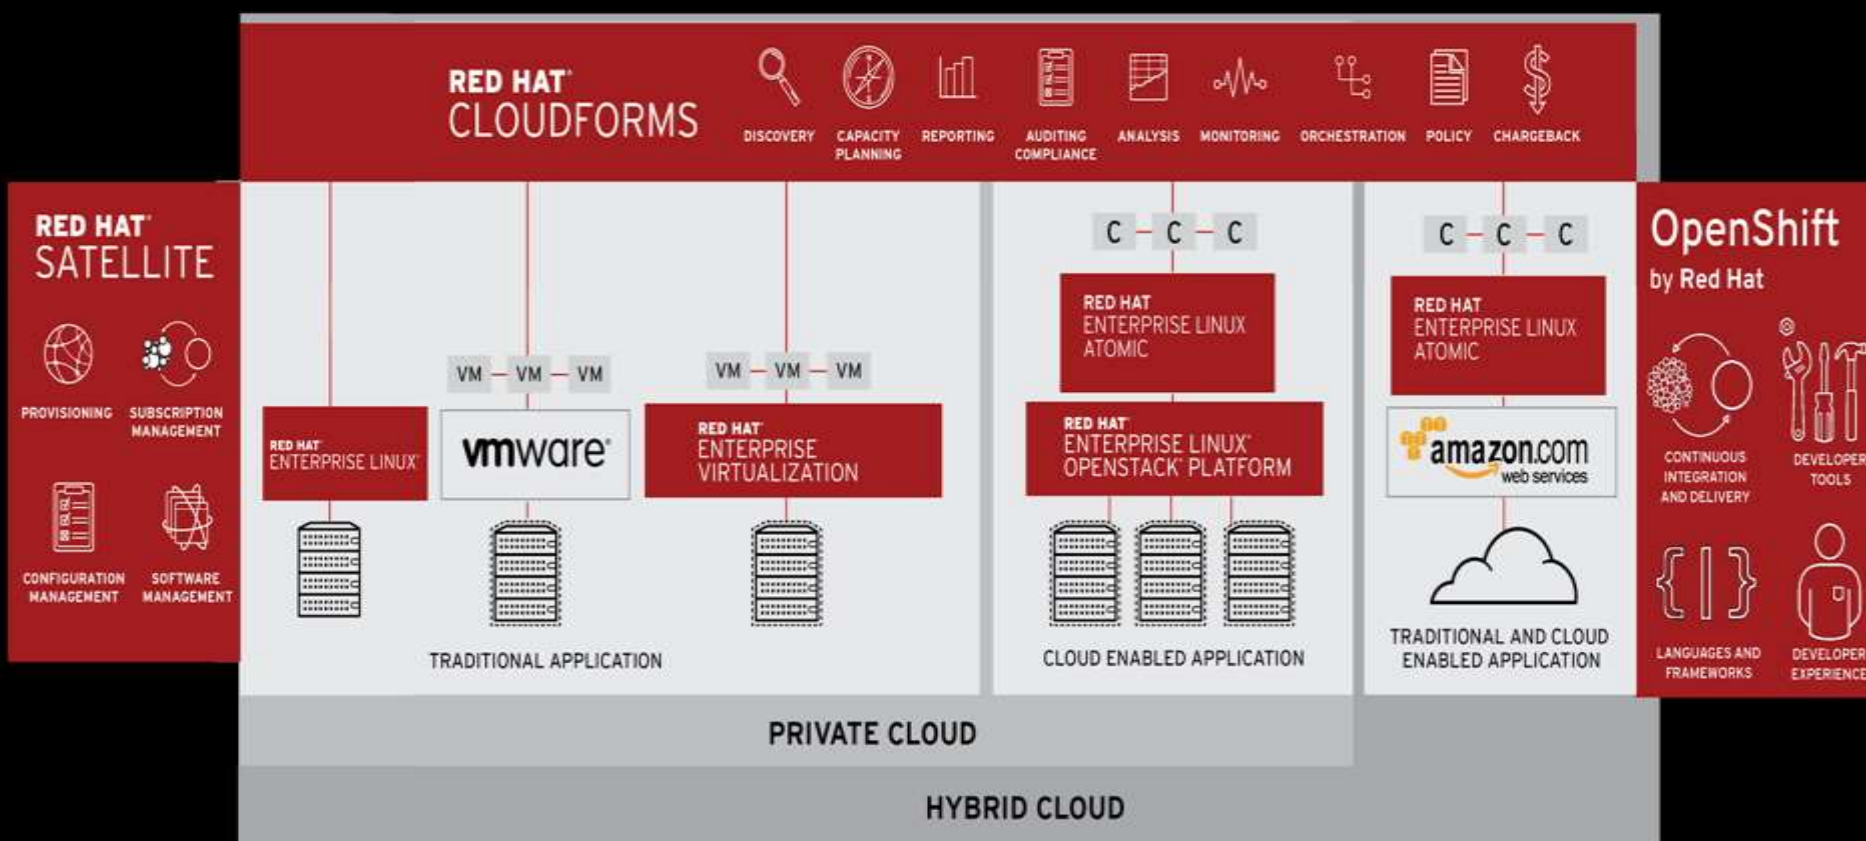 RED HAT®
CLOUDFORMS
DISCOVERY
CAPACITY
PLANNING
REPORTING
AUDITING
COMPLIANCE
ANALYSIS
MONITORING
ORCHESTRATION
POLICY
CHARGEBACK
RED HAT®
SATELLITE
PROVISIONING
SUBSCRIPTION
MANAGEMENT
CONFIGURATION
MANAGEMENT
SOFTWARE
MANAGEMENT
RED HAT®
ENTERPRISE LINUX®
VM VM VM
vmware®
VM VM VM
RED HAT®
ENTERPRISE
VIRTUALIZATION
TRADITIONAL APPLICATION
C C C
RED HAT
ENTERPRISE LINUX
ATOMIC
RED HAT®
ENTERPRISE LINUX®
OPENSTACK® PLATFORM
CLOUD ENABLED APPLICATION
C C C
RED HAT
ENTERPRISE LINUX
ATOMIC
amazon.com
web services
TRADITIONAL AND CLOUD
ENABLED APPLICATION
OpenShift
by Red Hat
CONTINUOUS
INTEGRATION
AND DELIVERY
DEVELOPER
TOOLS
{|}
LANGUAGES AND
FRAMEWORKS
DEVELOPER
EXPERIENCE
PRIVATE CLOUD
HYBRID CLOUD